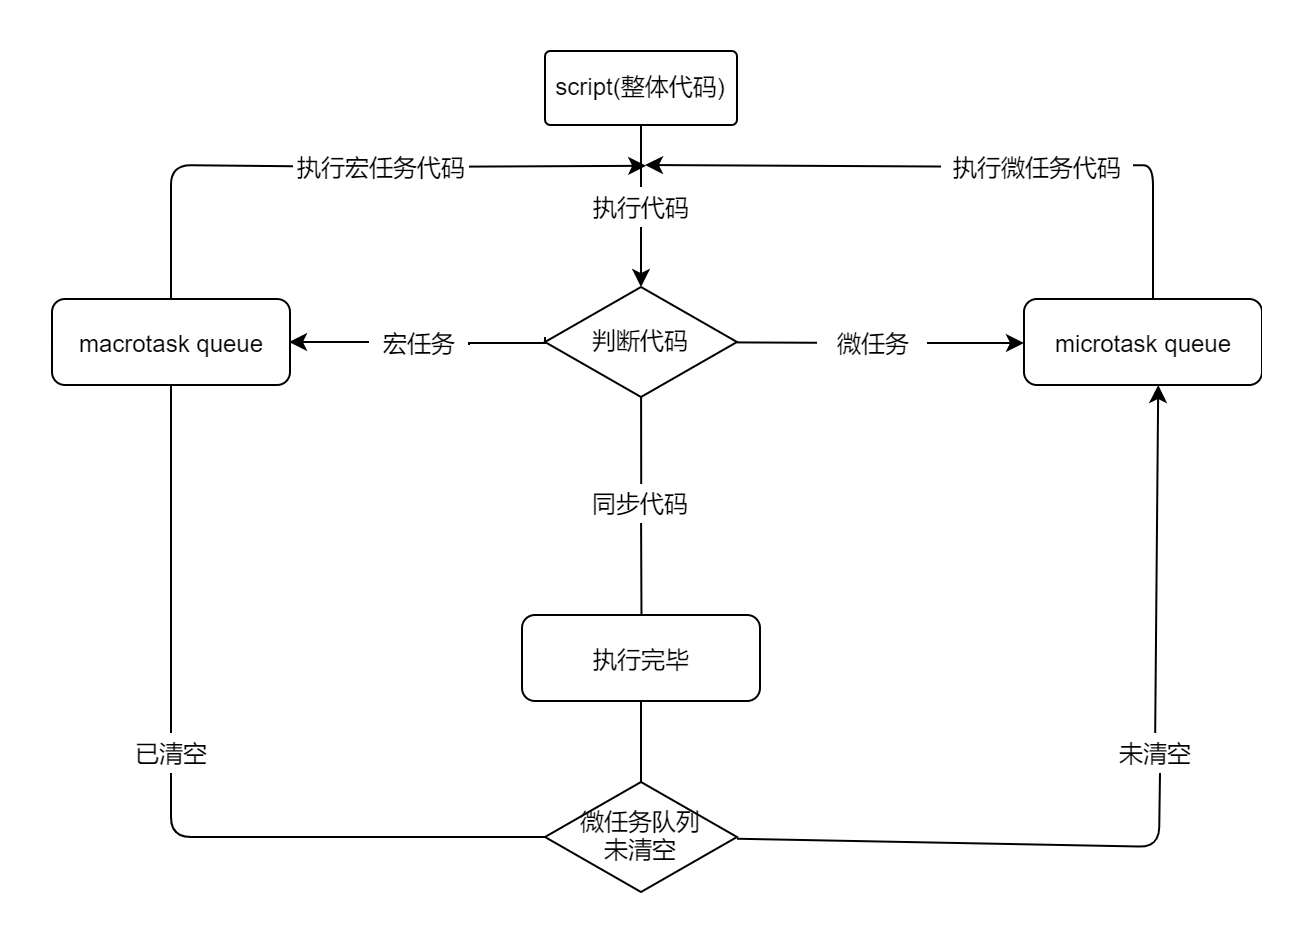 script(整体代码)
执行宏任务代码
执行微任务代码
执行代码
macrotask queue
宏任务
判断代码
微任务
microtask queue
同步代码
执行完毕
已清空
未清空
微任务队列
未清空